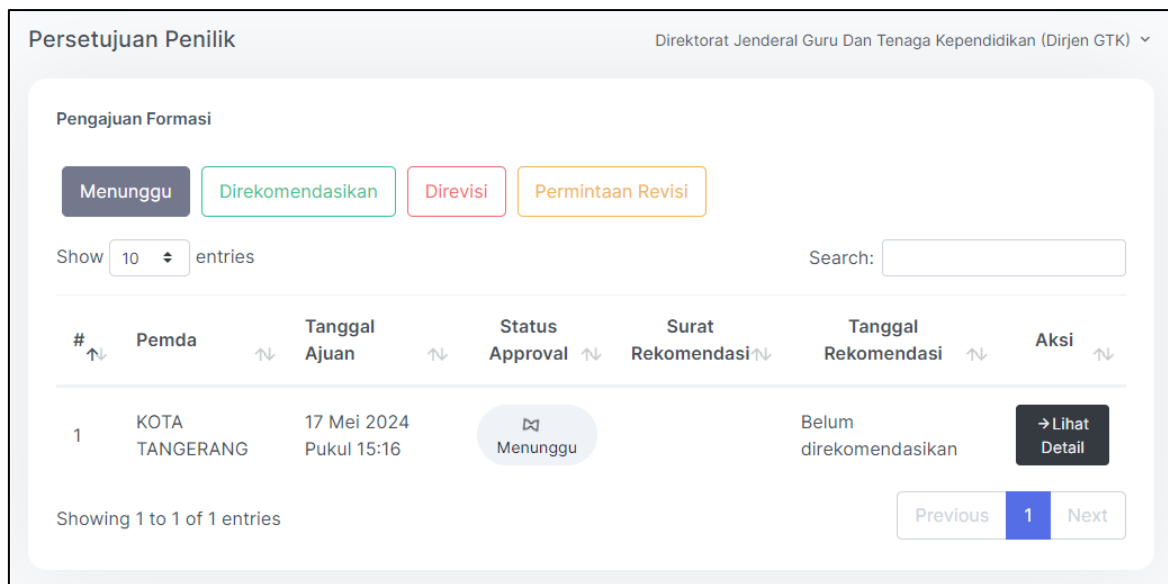 Persetujuan Penilik
Direktorat Jenderal Guru Dan Tenaga Kependidikan (Dirjen GTK)
Pengajuan Formasi
Menunggu Direkomendasikan Direvisi Permintaan Revisi
Show 10 entries
Search:
# Pemda Tanggal Ajuan Status Approval Surat Rekomendasi Tanggal Rekomendasi Aksi
1 KOTA TANGERANG 17 Mei 2024 Pukul 15:16 Menunggu Belum direkomendasikan Lihat Detail
Showing 1 to 1 of 1 entries
Previous 1 Next